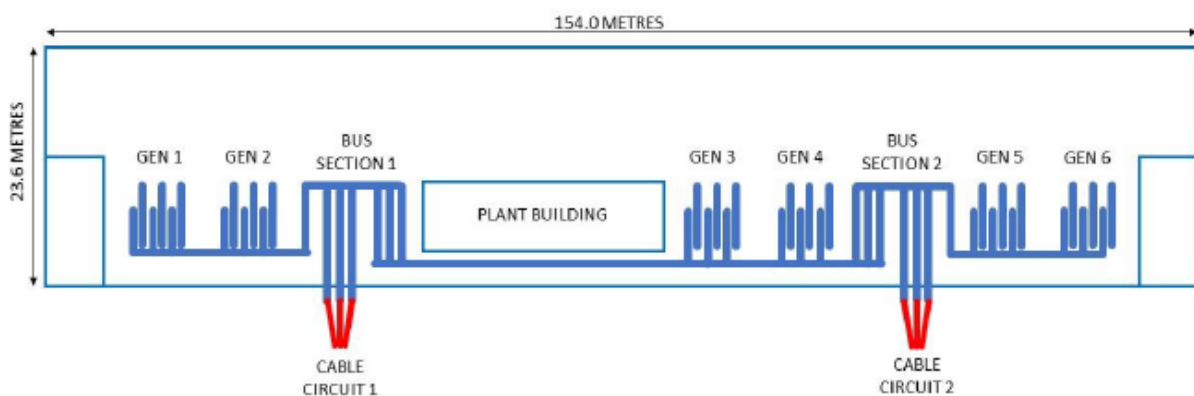 154.0 METRES
23.6 METRES
GEN 1
GEN 2
BUS
SECTION 1
GEN 3
GEN 4
BUS
SECTION 2
GEN 5
GEN 6
PLANT BUILDING
CABLE
CIRCUIT 1
CABLE
CIRCUIT 2